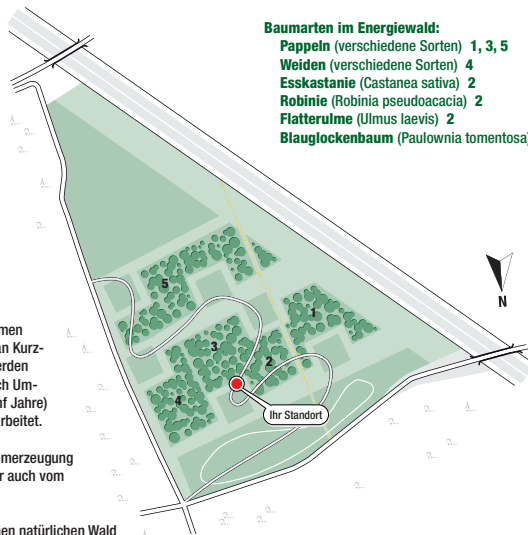 Baumarten im Energiewald:
Pappeln (verschiedene Sorten) 1, 3, 5
Weiden (verschiedene Sorten) 4
Esskastanie (Castanea sativa) 2
Robinie (Robinia pseudoacacia) 2
Flatterulme (Ulmus laevis) 2
Blauglockenbaum (Paulownia tomentosa)
N
5
1
3
2
4
Ihr Standort
men
an Kurz-
erden
ch Um-
nf Jahre)
rbeitet.
omerzeugung
r auch vom
nen natürlichen Wald